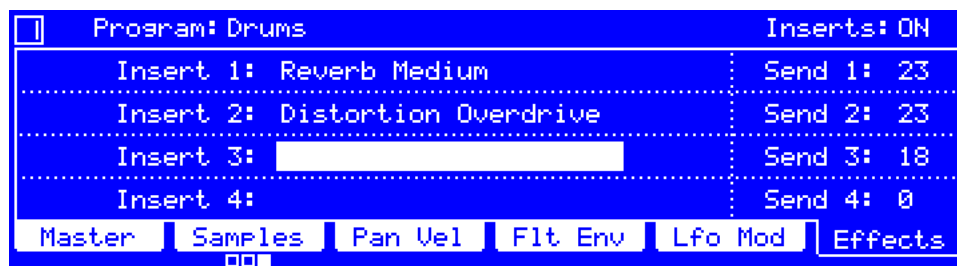 Program: Drums Inserts: ON
Insert 1: Reverb Medium Send 1: 23
Insert 2: Distortion Overdrive Send 2: 23
Insert 3: Send 3: 18
Insert 4: Send 4: 0
Master Samples Pan Vel Flt Env Lfo Mod Effects